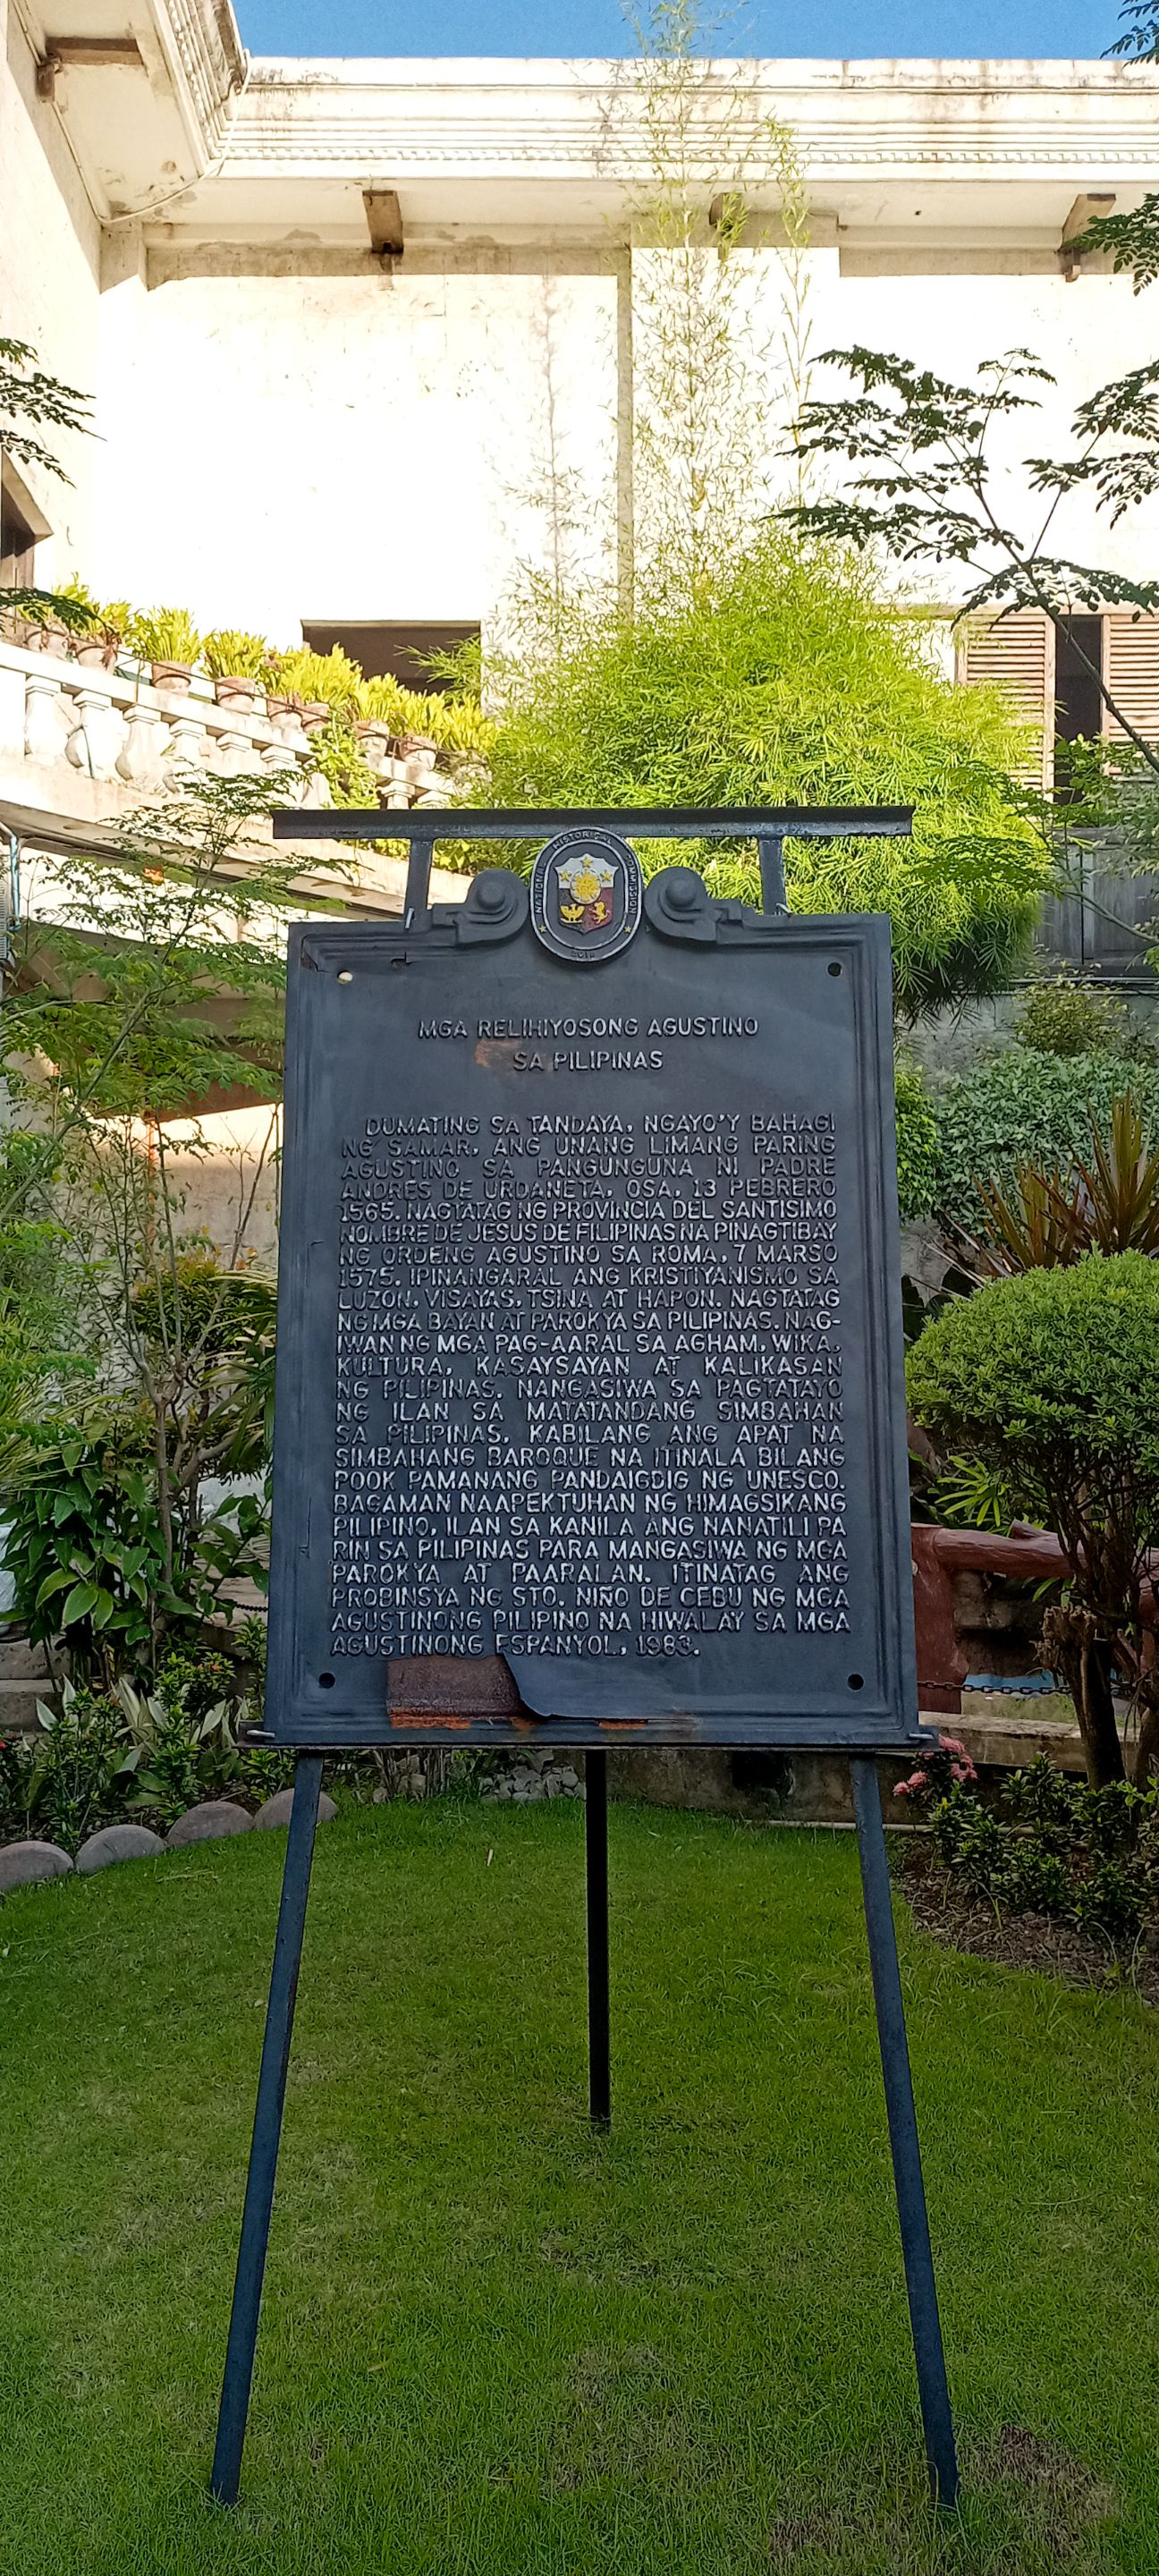 NATIONAL HISTORICAL COMMISSION
MGA RELIHIYOSONG AGUSTINO
SA PILIPINAS
DUMATING SA TANDAYA, NGAYO'Y BAHAGI
NG SAMAR, ANG UNANG LIMANG PARING
AGUSTINO SA PANGUNGUNA NI PADRE
ANDRES DE URDANETA, OSA, 13 PEBRERO
1565. NAGTATAG NG PROVINCIA DEL SANTISIMO
NOMBRE DE JESUS DE FILIPINAS NA PINAGTIBAY
NG ORDENG AGUSTINO SA ROMA, 7 MARSO
1575. IPINANGARAL ANG KRISTIYANISMO SA
LUZON, VISAYAS, TSINA AT HAPON. NAGTATAG
NG MGA BAYAN AT PAROKYA SA PILIPINAS. NAG-
IWAN NG MGA PAG-AARAL SA AGHAM, WIKA,
KULTURA, KASAYSAYAN AT KALIKASAN
NG PILIPINAS. NANGASIWA SA PAGTATAYO
NG ILAN SA MATATANDANG SIMBAHAN
SA PILIPINAS, KABILANG ANG APAT NA
SIMBAHANG BAROQUE NA ITINALA BILANG
POOK PAMANANG PANDAIGDIG NG UNESCO.
BAGAMAN NAAPEKTUHAN NG HIMAGSIKANG
PILIPINO, ILAN SA KANILA ANG NANATILI PA
RIN SA PILIPINAS PARA MANGASIWA NG MGA
PAROKYA AT PAARALAN. ITINATAG ANG
PROBINSYA NG STO. NIÑO DE CEBU NG MGA
AGUSTINONG PILIPINO NA HIWALAY SA MGA
AGUSTINONG ESPANYOL, 1983.